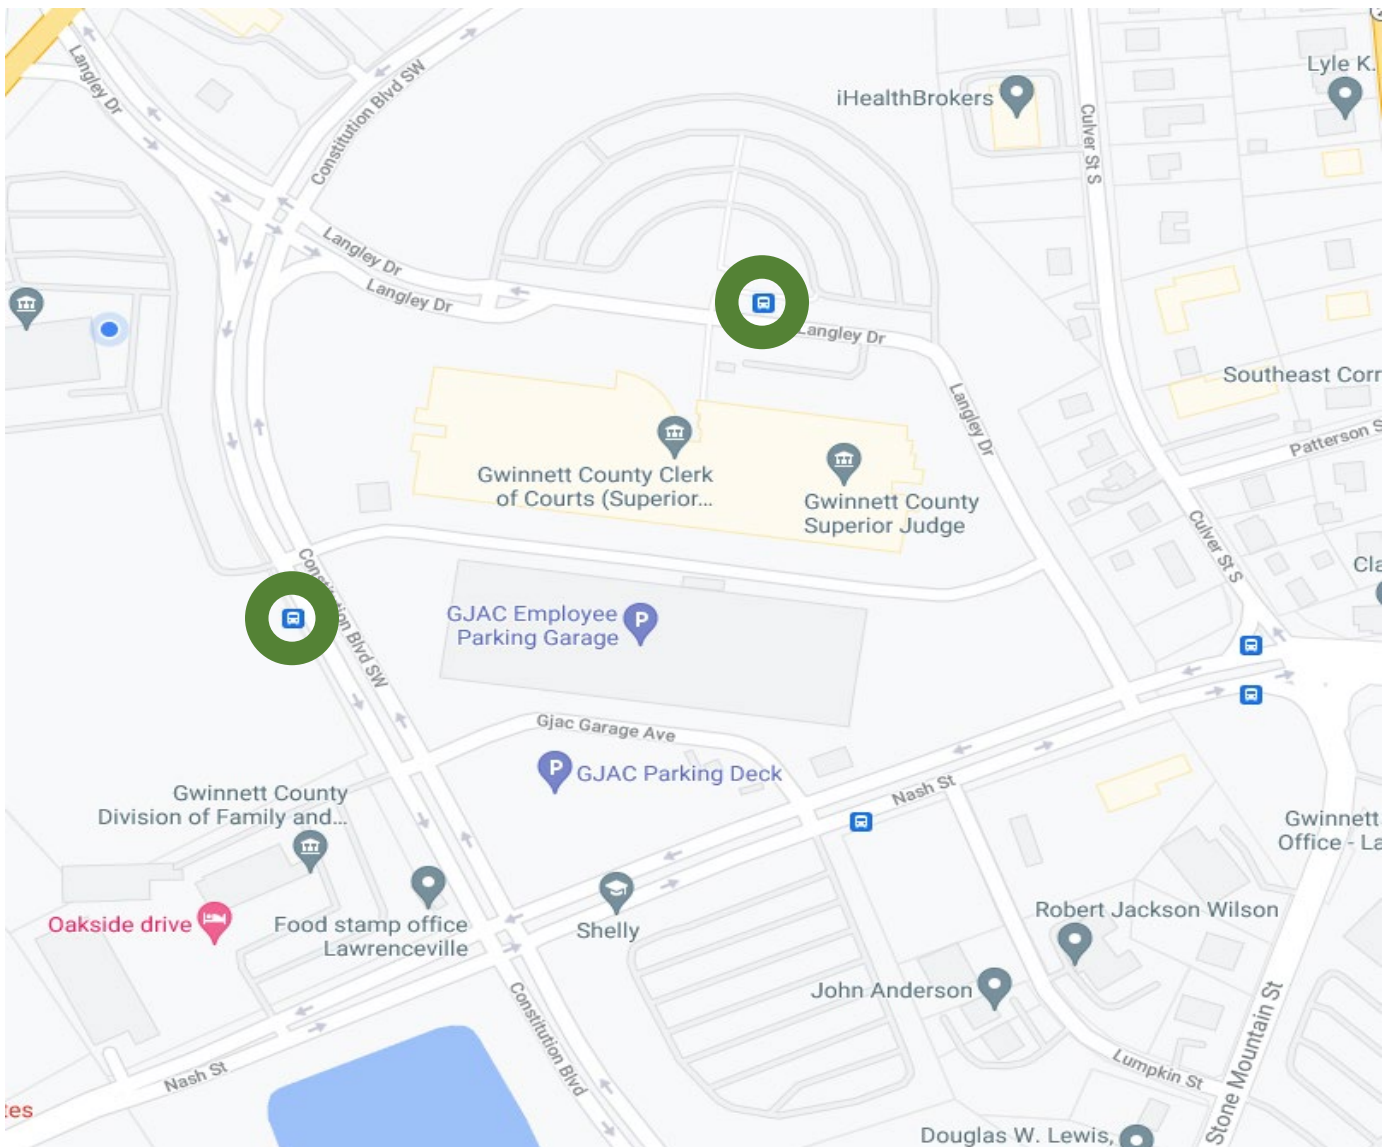 Langley Dr
Constitution Blvd SW
iHealthBrokers
Lyle K.
Culver St S
Langley Dr
Langley Dr
Langley Dr
Southeast Corr
Langley Dr
Patterson S
Gwinnett County Clerk
of Courts (Superior...
Gwinnett County
Superior Judge
Culver St S
Constitution Blvd SW
Cla
GJAC Employee
Parking Garage
P
Gjac Garage Ave
P
GJAC Parking Deck
Nash St
Gwinnett County
Division of Family and...
Gwinnett
Office - La
Oakside drive
Food stamp office
Lawrenceville
Shelly
Robert Jackson Wilson
John Anderson
Constitution Blvd
Stone Mountain St
Lumpkin St
Nash St
tes
Douglas W. Lewis,